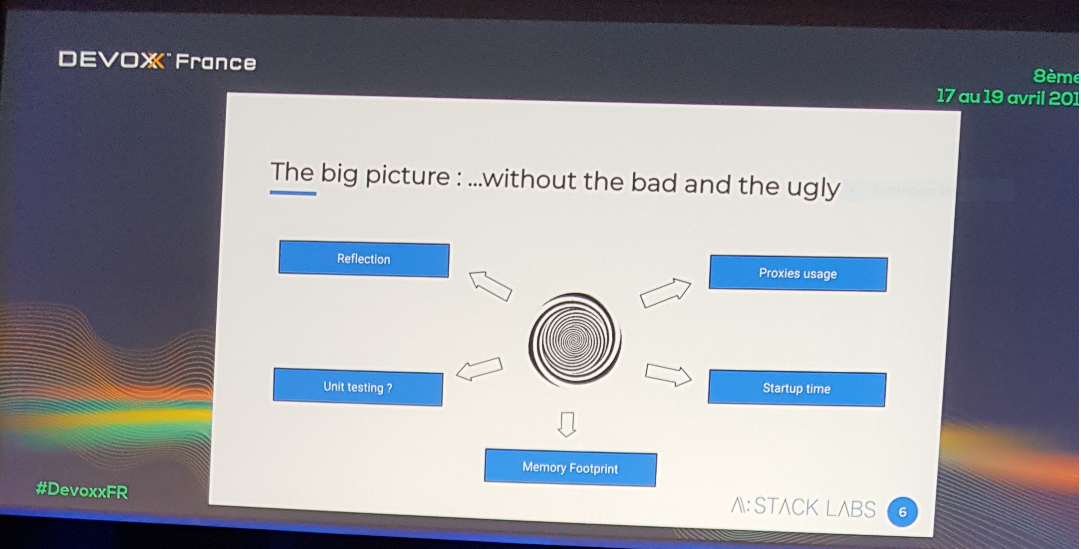 DEVOXX™ France
8ème
17 au 19 avril 201
The big picture : ...without the bad and the ugly
Reflection
Proxies usage
Unit testing ?
Startup time
Memory Footprint
#DevoxxFR
STACK LABS
6